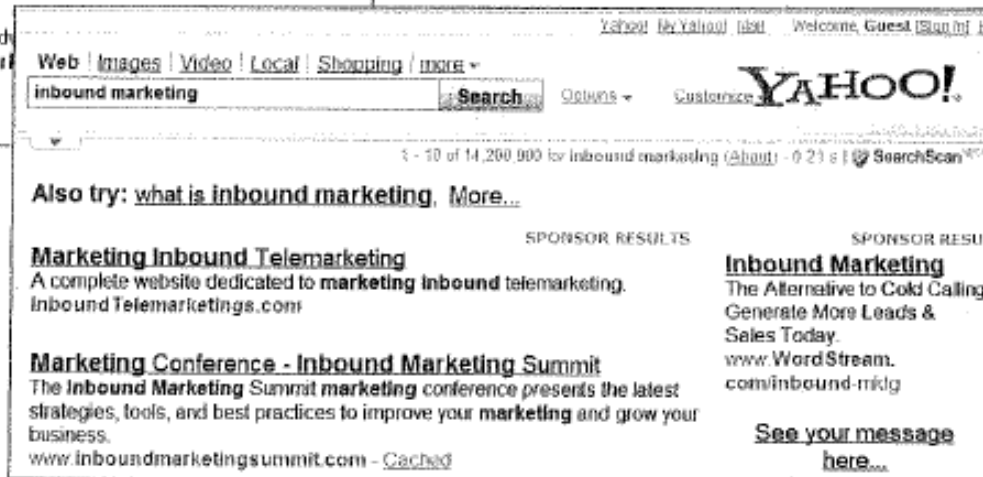 Yahoo! My Yahoo! Mail Welcome, Guest [Sign In]
Web | Images | Video | Local | Shopping | more
inbound marketing Search Options Customize YAHOO!
1 - 10 of 14,200,000 for inbound marketing (About) - 0.21 s | SearchScan
Also try: what is inbound marketing, More...
SPONSOR RESULTS
Marketing Inbound Telemarketing
A complete website dedicated to marketing inbound telemarketing.
InboundTelemarketings.com
Marketing Conference - Inbound Marketing Summit
The Inbound Marketing Summit marketing conference presents the latest
strategies, tools, and best practices to improve your marketing and grow your
business.
www.inboundmarketingsummit.com - Cached
SPONSOR RESU
Inbound Marketing
The Alternative to Cold Calling
Generate More Leads &
Sales Today.
www.WordStream.
com/inbound-mktg
See your message
here...